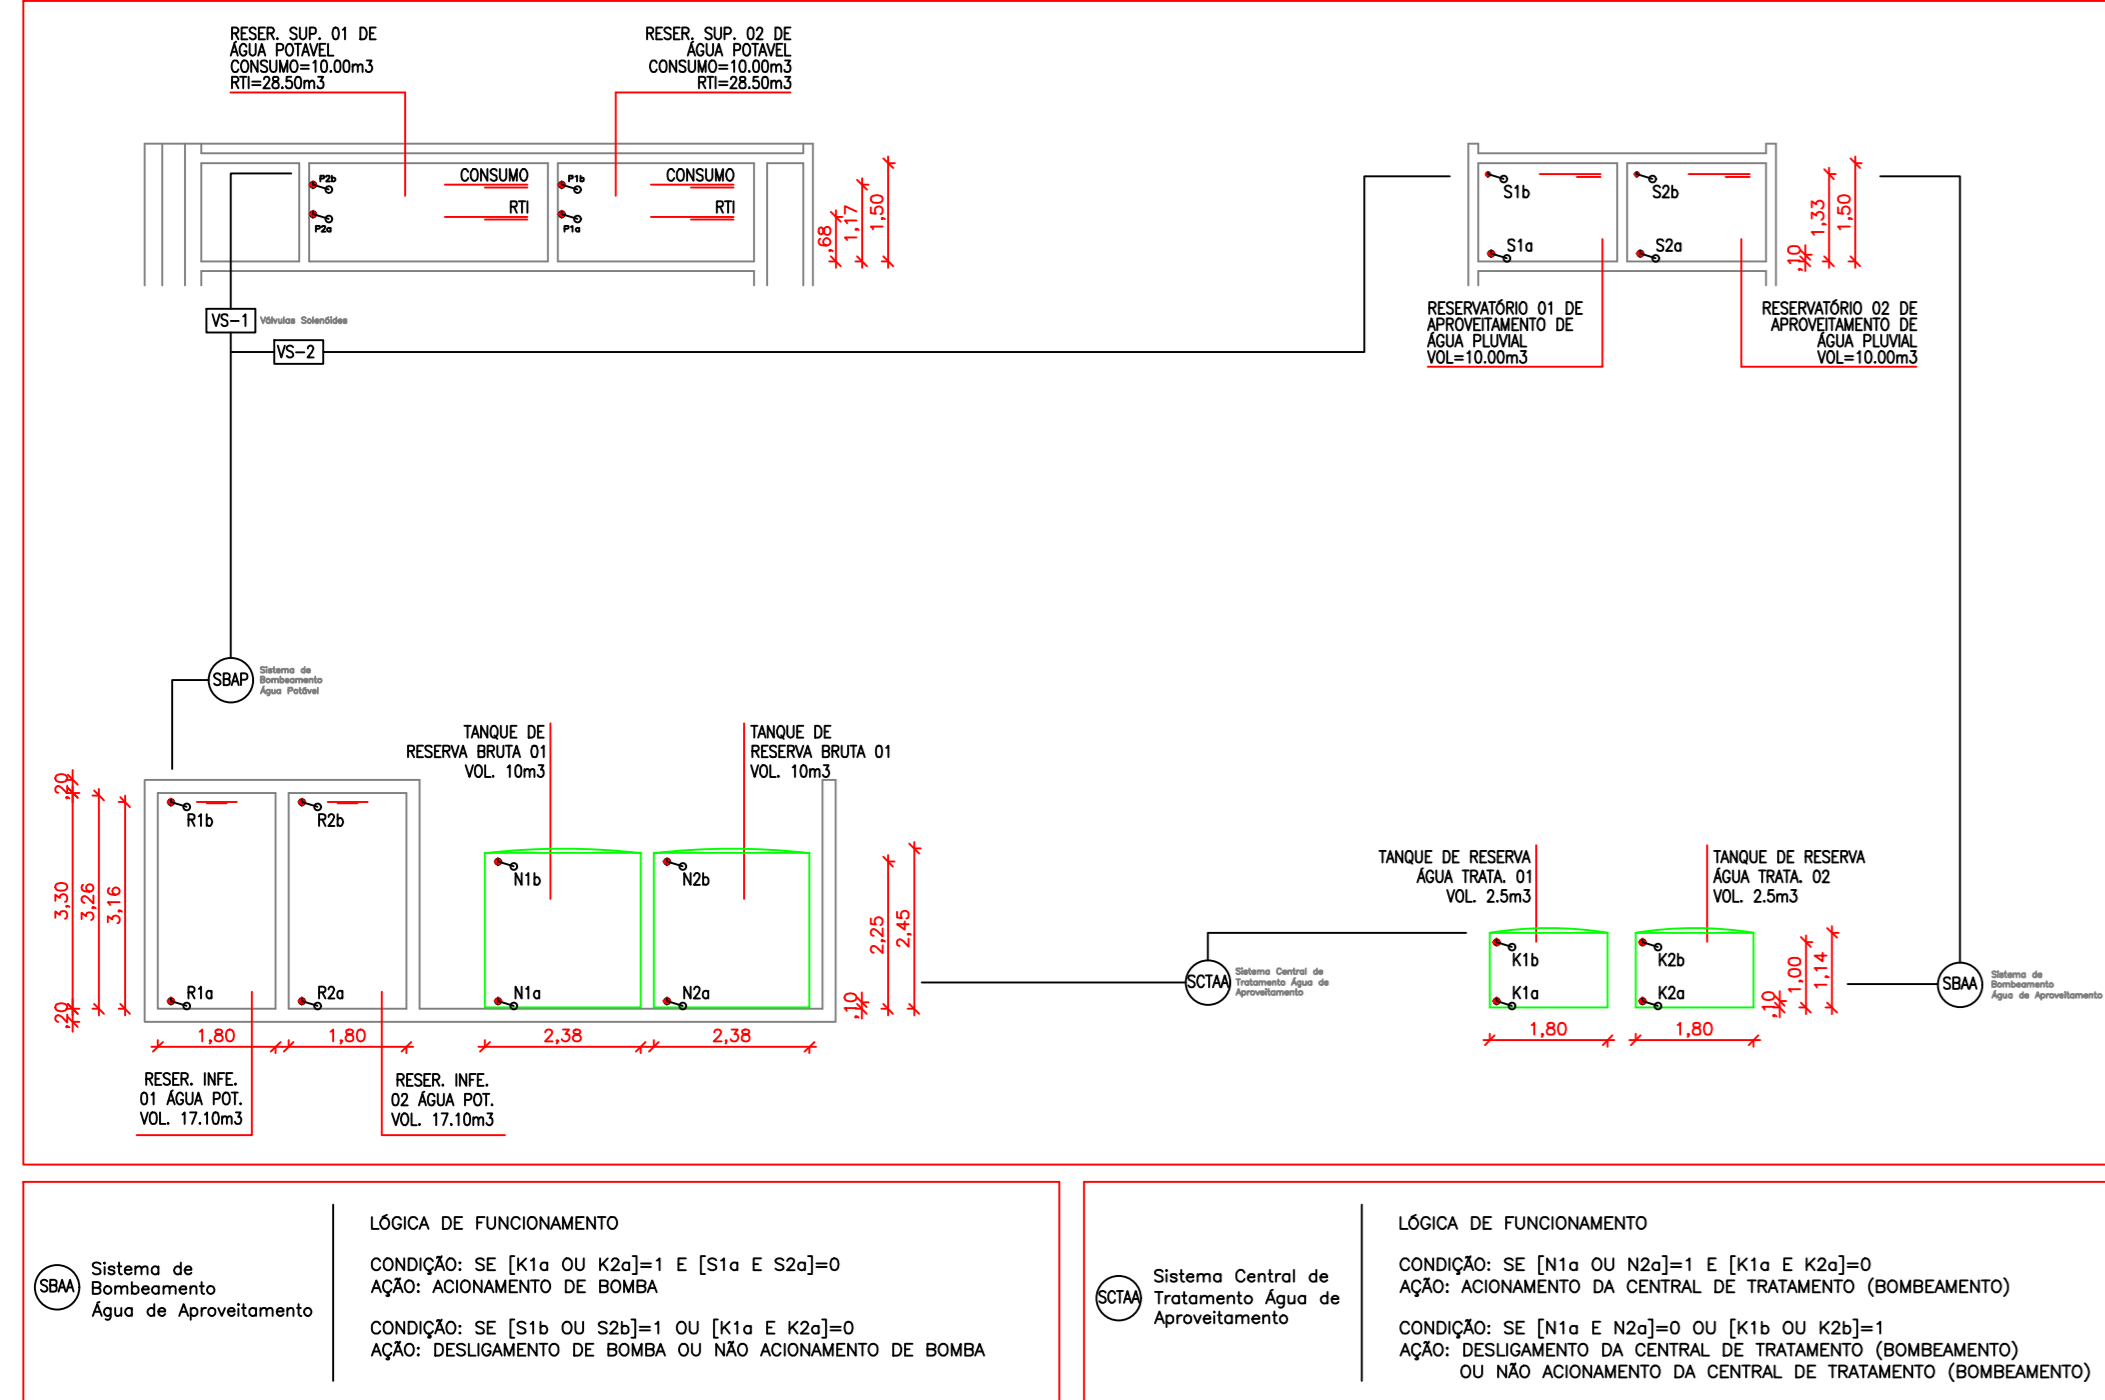 RESER. SUP. 01 DE
ÁGUA POTAVEL
CONSUMO=10.00m3
RTI=28.50m3
RESER. SUP. 02 DE
ÁGUA POTAVEL
CONSUMO=10.00m3
RTI=28.50m3
P2b
CONSUMO
RTI
P2a
P1b
CONSUMO
RTI
P1a
,68
1,17
1,50
S1b
S2b
S1a
S2a
,10
1,33
1,50
RESERVATÓRIO 01 DE
APROVEITAMENTO DE
ÁGUA PLUVIAL
VOL=10.00m3
RESERVATÓRIO 02 DE
APROVEITAMENTO DE
ÁGUA PLUVIAL
VOL=10.00m3
VS-1
Válvulas Solenóides
VS-2
SBAP
Sistema de
Bombeamento
Água Potável
TANQUE DE
RESERVA BRUTA 01
VOL. 10m3
TANQUE DE
RESERVA BRUTA 01
VOL. 10m3
,20
3,30
3,26
3,16
,20
R1b
R2b
R1a
R2a
N1b
N2b
N1a
N2a
2,25
2,45
,10
1,80
1,80
2,38
2,38
RESER. INFE.
01 ÁGUA POT.
VOL. 17.10m3
RESER. INFE.
02 ÁGUA POT.
VOL. 17.10m3
SCTAA
Sistema Central de
Tratamento Água de
Aproveitamento
TANQUE DE RESERVA
ÁGUA TRATA. 01
VOL. 2.5m3
TANQUE DE RESERVA
ÁGUA TRATA. 02
VOL. 2.5m3
K1b
K2b
K1a
K2a
,10
1,00
1,14
1,80
1,80
SBAA
Sistema de
Bombeamento
Água de Aproveitamento
SBAA
Sistema de
Bombeamento
Água de Aproveitamento
LÓGICA DE FUNCIONAMENTO
CONDIÇÃO: SE [K1a OU K2a]=1 E [S1a E S2a]=0
AÇÃO: ACIONAMENTO DE BOMBA
CONDIÇÃO: SE [S1b OU S2b]=1 OU [K1a E K2a]=0
AÇÃO: DESLIGAMENTO DE BOMBA OU NÃO ACIONAMENTO DE BOMBA
SCTAA
Sistema Central de
Tratamento Água de
Aproveitamento
LÓGICA DE FUNCIONAMENTO
CONDIÇÃO: SE [N1a OU N2a]=1 E [K1a E K2a]=0
AÇÃO: ACIONAMENTO DA CENTRAL DE TRATAMENTO (BOMBEAMENTO)
CONDIÇÃO: SE [N1a E N2a]=0 OU [K1b OU K2b]=1
AÇÃO: DESLIGAMENTO DA CENTRAL DE TRATAMENTO (BOMBEAMENTO)
OU NÃO ACIONAMENTO DA CENTRAL DE TRATAMENTO (BOMBEAMENTO)